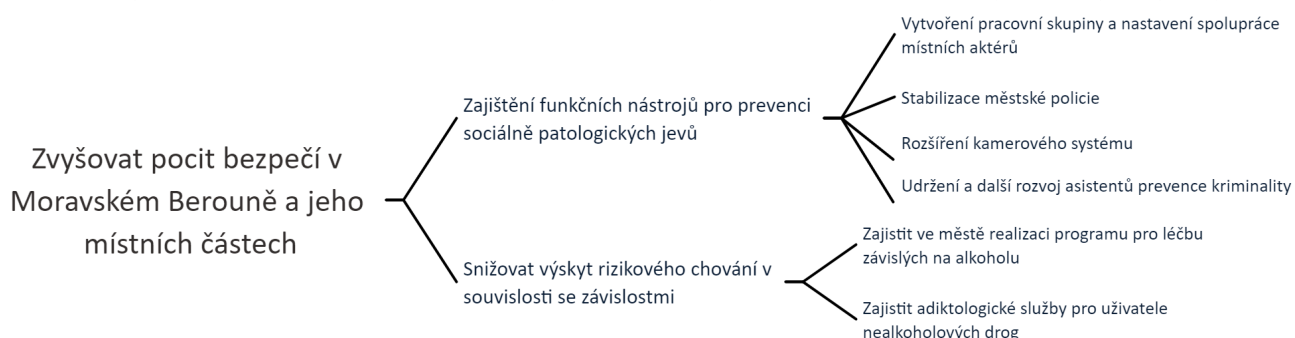 Zvyšovat pocit bezpečí v
Moravském Berouně a jeho
místních částech
Zajištění funkčních nástrojů pro prevenci
sociálně patologických jevů
Vytvoření pracovní skupiny a nastavení spolupráce
místních aktérů
Stabilizace městské policie
Rozšíření kamerového systému
Udržení a další rozvoj asistentů prevence kriminality
Snižovat výskyt rizikového chování v
souvislosti se závislostmi
Zajistit ve městě realizaci programu pro léčbu
závislých na alkoholu
Zajistit adiktologické služby pro uživatele
nealkoholových drog